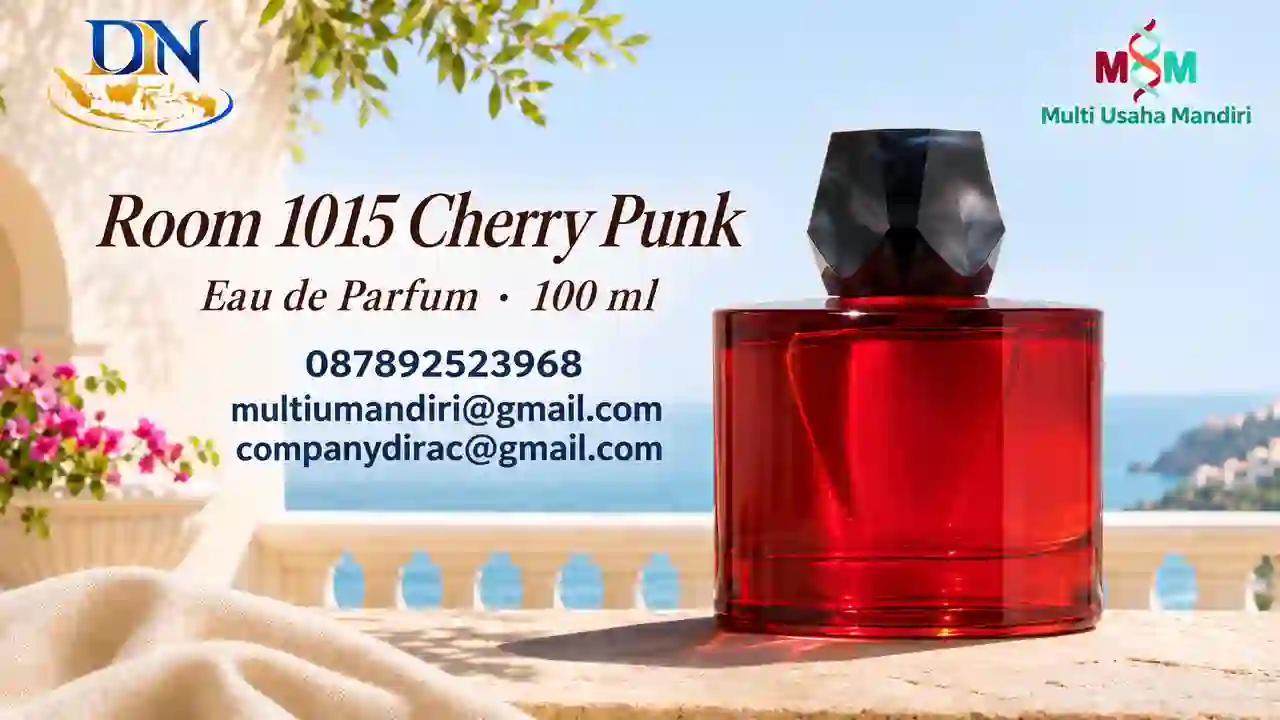 DN
MSM
Multi Usaha Mandiri
Room 1015 Cherry Punk
Eau de Parfum • 100 ml
087892523968
multiumandiri@gmail.com
companydirac@gmail.com